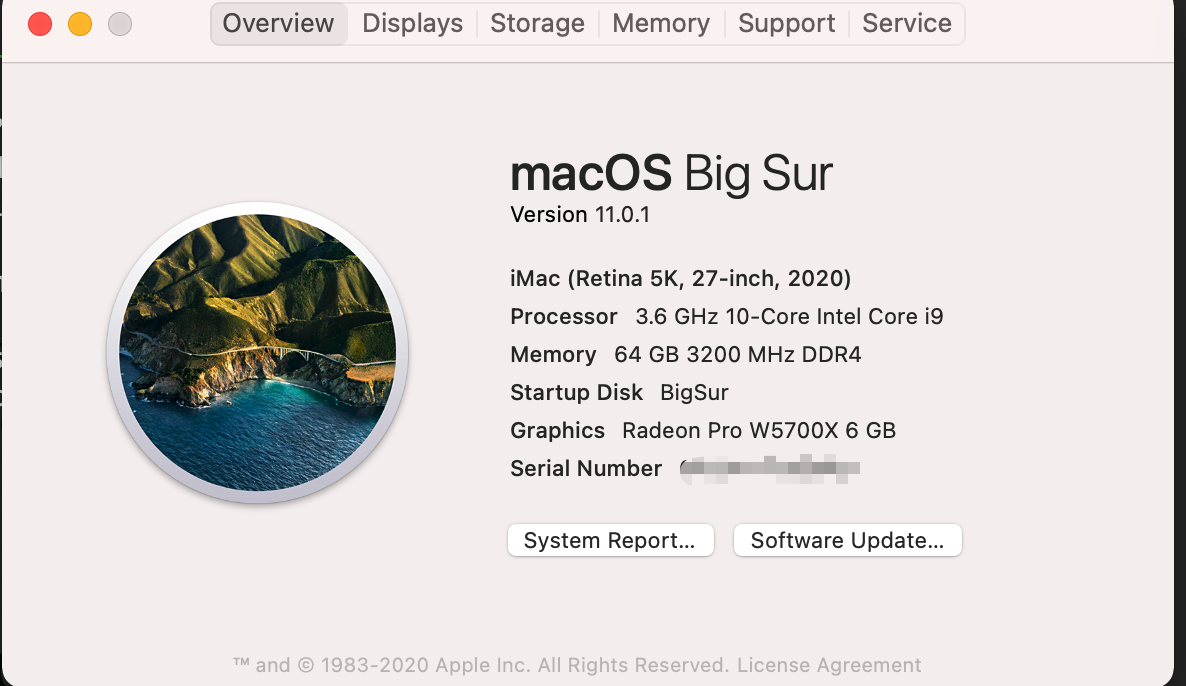 Overview Displays Storage Memory Support Service
macOS Big Sur
Version 11.0.1
iMac (Retina 5K, 27-inch, 2020)
Processor 3.6 GHz 10-Core Intel Core i9
Memory 64 GB 3200 MHz DDR4
Startup Disk BigSur
Graphics Radeon Pro W5700X 6 GB
Serial Number
System Report...
Software Update...
™ and © 1983-2020 Apple Inc. All Rights Reserved. License Agreement